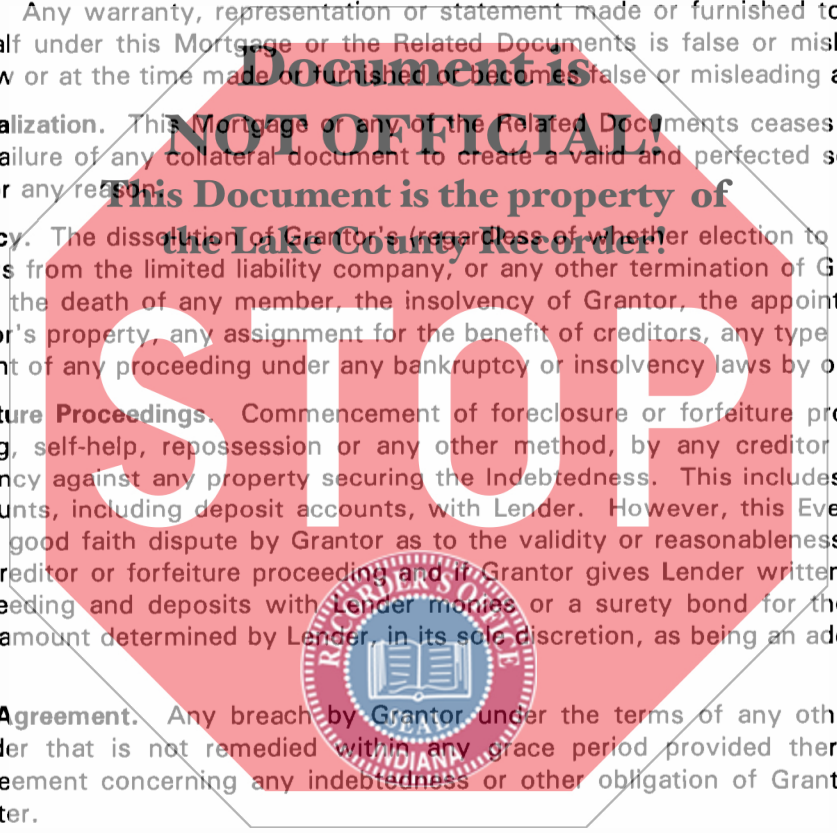 Any warranty, representation or statement made or furnished to
alf under this Mortgage or the Related Documents is false or misl
w or at the time made or furnished or becomes false or misleading a
Document is
alization. This Mortgage or any of the Related Documents ceases
NOT OFFICIAL!
ailure of any collateral document to create a valid and perfected s
r any reason.
This Document is the property of
cy. The dissolution of Grantor's (regardless of whether election to
the Lake County Recorder!
s from the limited liability company, or any other termination of G
the death of any member, the insolvency of Grantor, the appoint
or's property, any assignment for the benefit of creditors, any type
nt of any proceeding under any bankruptcy or insolvency laws by o
STOP
ture Proceedings. Commencement of foreclosure or forfeiture pro
g, self-help, repossession or any other method, by any creditor
ncy against any property securing the Indebtedness. This includes
unts, including deposit accounts, with Lender. However, this Eve
good faith dispute by Grantor as to the validity or reasonableness
reditor or forfeiture proceeding and if Grantor gives Lender written
eeding and deposits with Lender monies or a surety bond for the
amount determined by Lender, in its sole discretion, as being an ade
RECORDER'S OFFICE
SEAL
INDIANA
Agreement. Any breach by Grantor under the terms of any oth
der that is not remedied within any grace period provided ther
eement concerning any indebtedness or other obligation of Grant
ter.